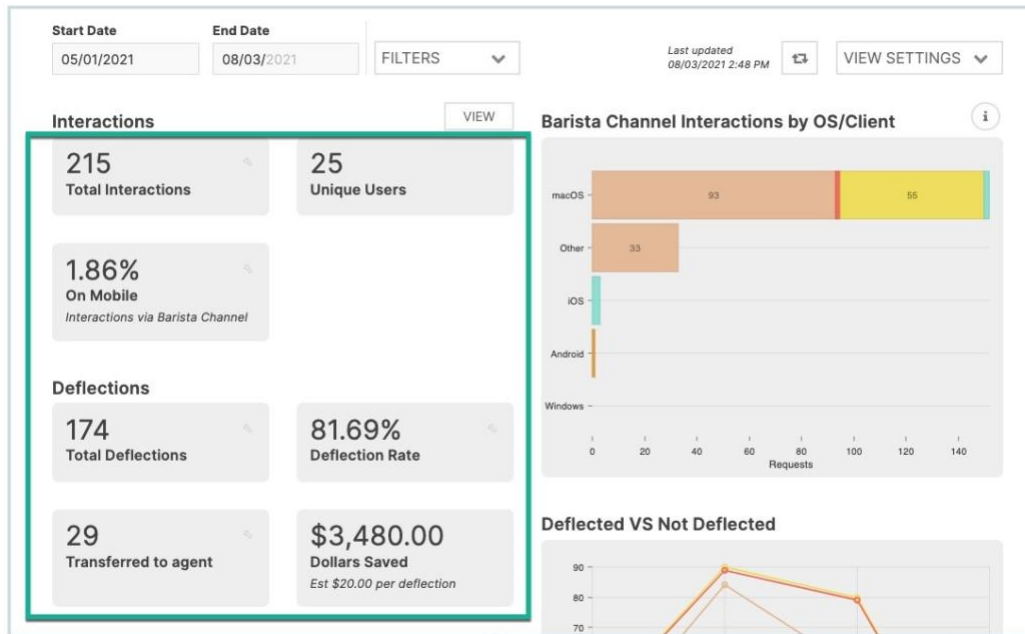 Start Date
End Date
05/01/2021
08/03/2021
FILTERS
Last updated
08/03/2021 2:48 PM
VIEW SETTINGS
Interactions
VIEW
215
Total Interactions
25
Unique Users
1.86%
On Mobile
Interactions via Barista Channel
Deflections
174
Total Deflections
81.69%
Deflection Rate
29
Transferred to agent
$3,480.00
Dollars Saved
Est $20.00 per deflection
Barista Channel Interactions by OS/Client
i
macOS
93
55
Other
33
iOS
Android
Windows
0 20 40 60 80 100 120 140
Requests
Deflected VS Not Deflected
90
80
70